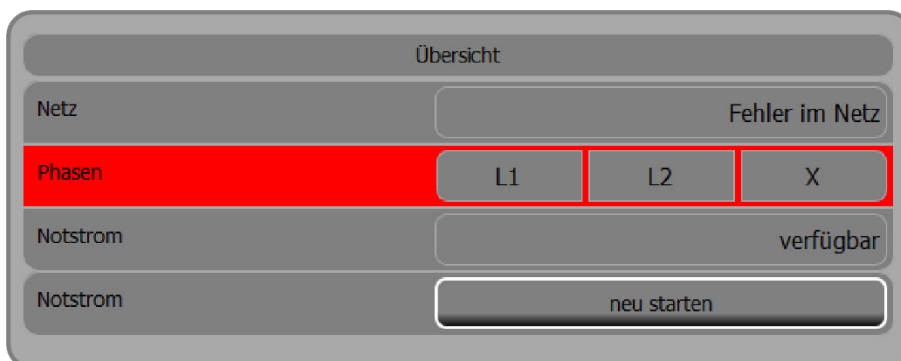 Übersicht
Netz Fehler im Netz
Phasen L1 L2 X
Notstrom verfügbar
Notstrom neu starten